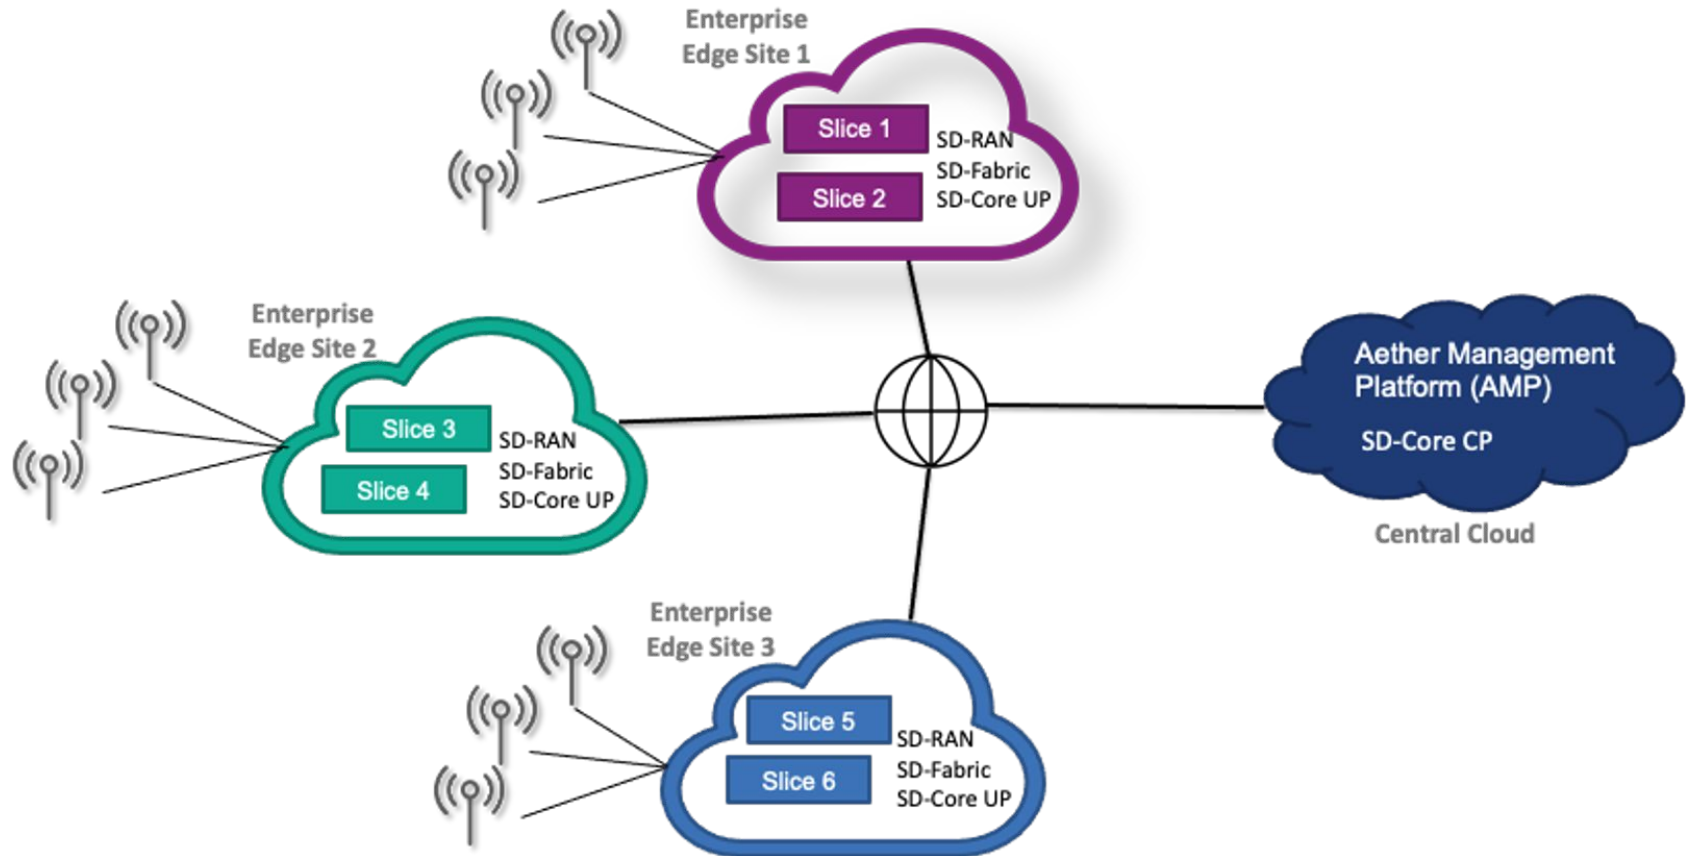 Enterprise
Edge Site 1
Slice 1
Slice 2
SD-RAN
SD-Fabric
SD-Core UP
Enterprise
Edge Site 2
Slice 3
Slice 4
SD-RAN
SD-Fabric
SD-Core UP
Aether Management
Platform (AMP)
SD-Core CP
Central Cloud
Enterprise
Edge Site 3
Slice 5
Slice 6
SD-RAN
SD-Fabric
SD-Core UP